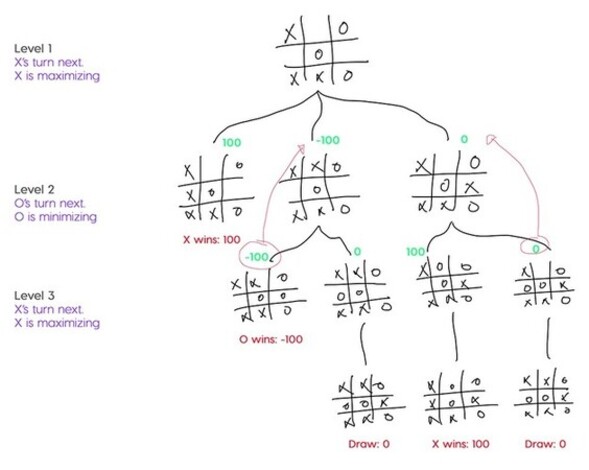 Level 1
X's turn next.
X is maximizing
X O
O
X X O
100 -100 0
Level 2
O's turn next.
O is minimizing
X O
X O
X X O
X X O
O
X X O
X O
O X
X X O
X wins: 100
-100 0 100 0
Level 3
X's turn next.
X is maximizing
X X O
O O
X X O
X X O
O O
X X O
X O O
O X
X X O
X O
O O X
X X O
O wins: -100
X X O
O O X
X X O
X O O
X O X
X X O
X X O
O O X
X X O
Draw: 0 X wins: 100 Draw: 0